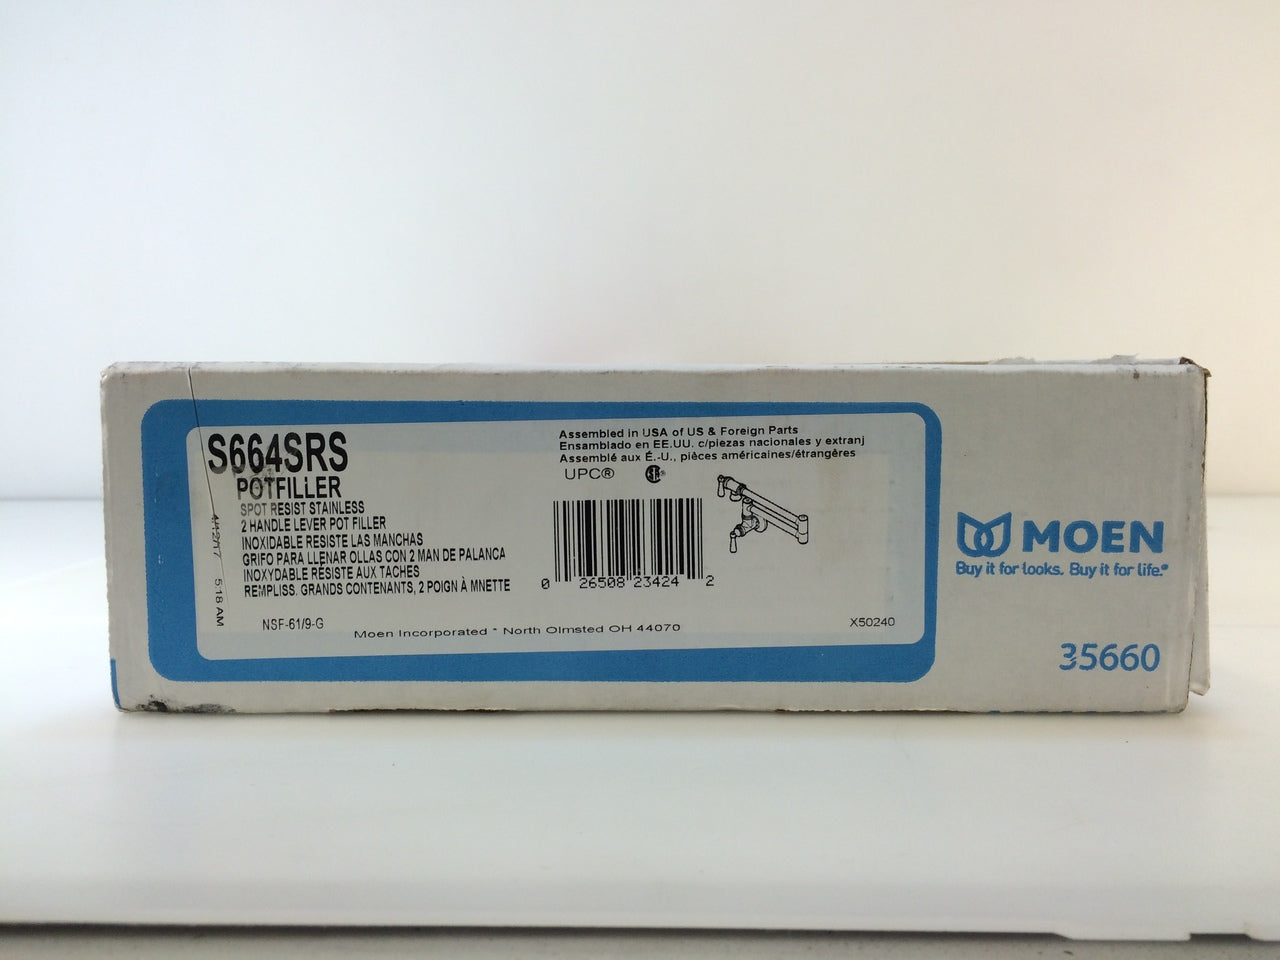 S664SRS
POTFILLER
SPOT RESIST STAINLESS
2 HANDLE LEVER POT FILLER
INOXIDABLE RESISTE LAS MANCHAS
GRIFO PARA LLENAR OLLAS CON 2 MAN DE PALANCA
INOXYDABLE RÉSISTE AUX TACHES
REMPLISS. GRANDS CONTENANTS, 2 POIGN À MNETTE
4/12/17 5:18 AM
NSF-61/9-G
Moen Incorporated * North Olmsted OH 44070
Assembled in USA of US & Foreign Parts
Ensamblado en EE.UU. c/piezas nacionales y extranj
Assemblé aux É.-U., pièces américaines/étrangères
UPC®
0 26508 23424 2
X50240
MOEN
Buy it for looks. Buy it for life.®
35660